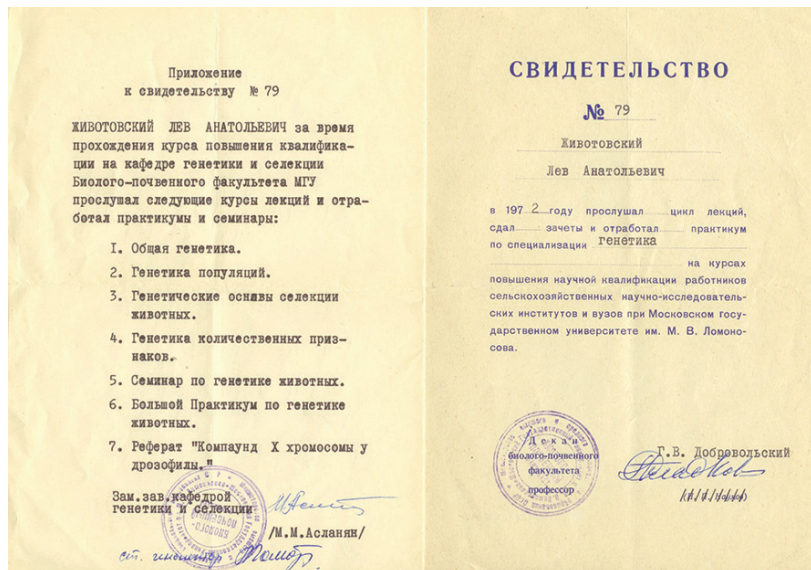 Приложение
к свидетельству № 79
ЖИВОТОВСКИЙ ЛЕВ АНАТОЛЬЕВИЧ за время
прохождения курса повышения квалифика-
ции на кафедре генетики и селекции
Биолого-почвенного факультета МГУ
прослушал следующие курсы лекций и отра-
ботал практикумы и семинары:
I. Общая генетика.
2. Генетика популяций.
3. Генетические основы селекции
животных.
4. Генетика количественных приз-
наков.
5. Семинар по генетике животных.
6. Большой Практикум по генетике
животных.
7. Реферат "Компаунд X хромосомы у
дрозофилы."
Зам.зав.кафедрой
генетики и селекции
/М.М.Асланян/
ст. инспектор
СВИДЕТЕЛЬСТВО
№ 79
Животовский
Лев Анатольевич
в 1972 году прослушал цикл лекций,
сдал зачеты и отработал практикум
по специализации генетика
на курсах
повышения научной квалификации работников
сельскохозяйственных научно-исследователь-
ских институтов и вузов при Московском госу-
дарственном университете им. М. В. Ломоно-
сова.
Декан
биолого-почвенного
факультета
профессор
Г.В. Добровольский